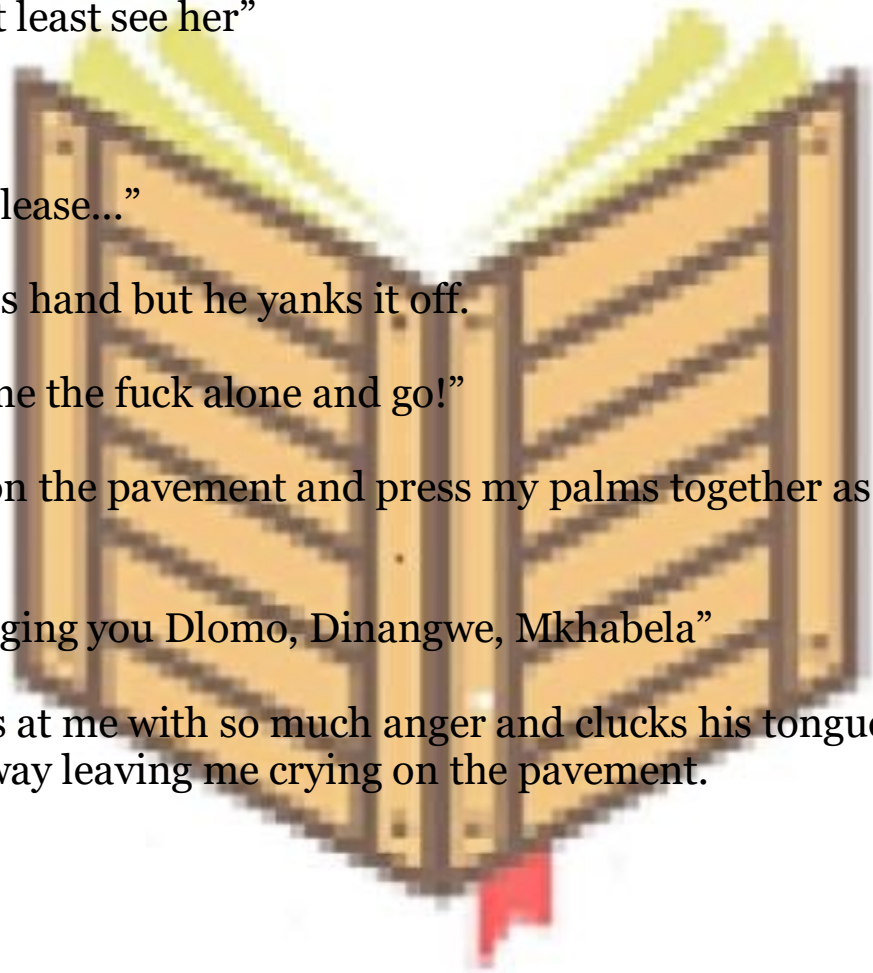 t least see her”
lease...”
s hand but he yanks it off.
ne the fuck alone and go!”
on the pavement and press my palms together as
ging you Dlomo, Dinangwe, Mkhabela”
s at me with so much anger and clucks his tongue
way leaving me crying on the pavement.